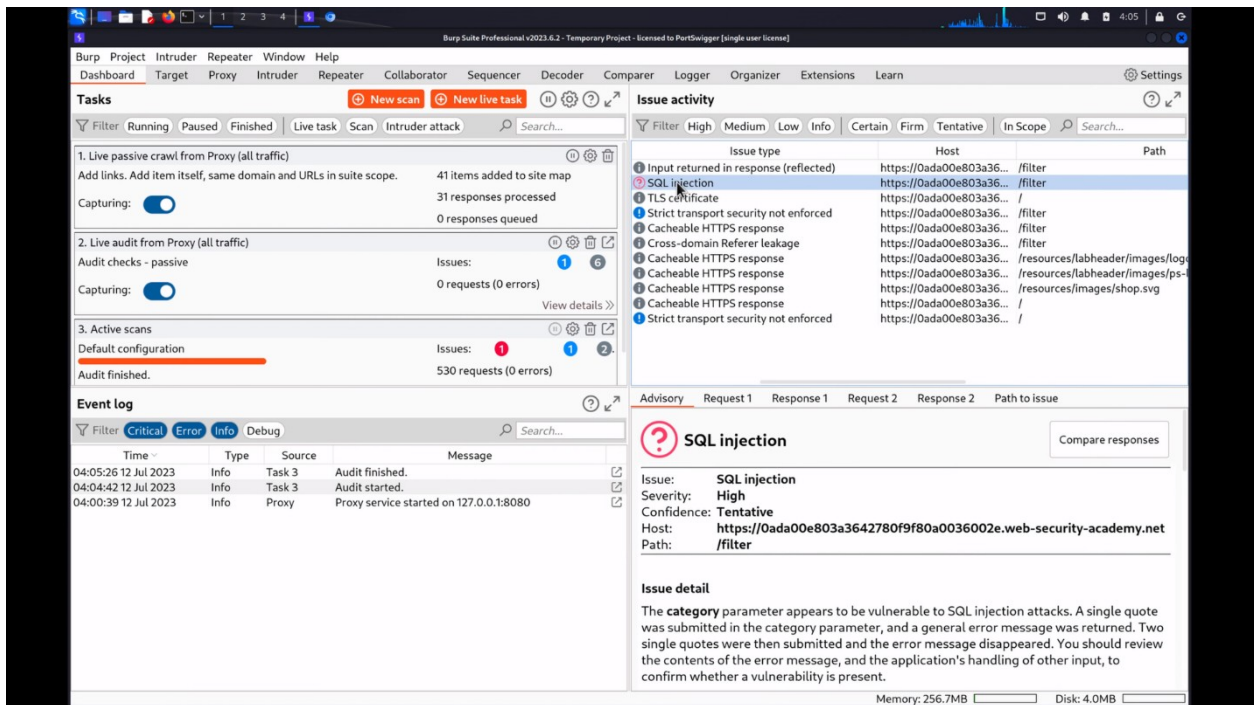 1 2 3 4
4:05
Burp Suite Professional v2023.6.2 - Temporary Project - licensed to PortSwigger [single user license]
Burp Project Intruder Repeater Window Help
Dashboard Target Proxy Intruder Repeater Collaborator Sequencer Decoder Comparer Logger Organizer Extensions Learn Settings
Tasks New scan New live task
Filter Running Paused Finished Live task Scan Intruder attack Search...
1. Live passive crawl from Proxy (all traffic)
Add links. Add item itself, same domain and URLs in suite scope. 41 items added to site map
31 responses processed
Capturing:
0 responses queued
2. Live audit from Proxy (all traffic)
Audit checks - passive Issues: 1 6
0 requests (0 errors)
Capturing:
View details >>
3. Active scans
Default configuration Issues: 1 1 2.
530 requests (0 errors)
Audit finished.
Issue activity
Filter High Medium Low Info Certain Firm Tentative In Scope Search...
Issue type Host Path
Input returned in response (reflected) https://0ada00e803a36... /filter
SQL injection https://0ada00e803a36... /filter
TLS certificate https://0ada00e803a36... /
Strict transport security not enforced https://0ada00e803a36... /filter
Cacheable HTTPS response https://0ada00e803a36... /filter
Cross-domain Referer leakage https://0ada00e803a36... /filter
Cacheable HTTPS response https://0ada00e803a36... /resources/labheader/images/logo
Cacheable HTTPS response https://0ada00e803a36... /resources/labheader/images/ps-l
Cacheable HTTPS response https://0ada00e803a36... /resources/images/shop.svg
Cacheable HTTPS response https://0ada00e803a36... /
Strict transport security not enforced https://0ada00e803a36... /
Event log
Filter Critical Error Info Debug Search...
Time Type Source Message
04:05:26 12 Jul 2023 Info Task 3 Audit finished.
04:04:42 12 Jul 2023 Info Task 3 Audit started.
04:00:39 12 Jul 2023 Info Proxy Proxy service started on 127.0.0.1:8080
Advisory Request 1 Response 1 Request 2 Response 2 Path to issue
SQL injection Compare responses
Issue: SQL injection
Severity: High
Confidence: Tentative
Host: https://0ada00e803a3642780f9f80a0036002e.web-security-academy.net
Path: /filter
Issue detail
The category parameter appears to be vulnerable to SQL injection attacks. A single quote
was submitted in the category parameter, and a general error message was returned. Two
single quotes were then submitted and the error message disappeared. You should review
the contents of the error message, and the application's handling of other input, to
confirm whether a vulnerability is present.
Memory: 256.7MB Disk: 4.0MB